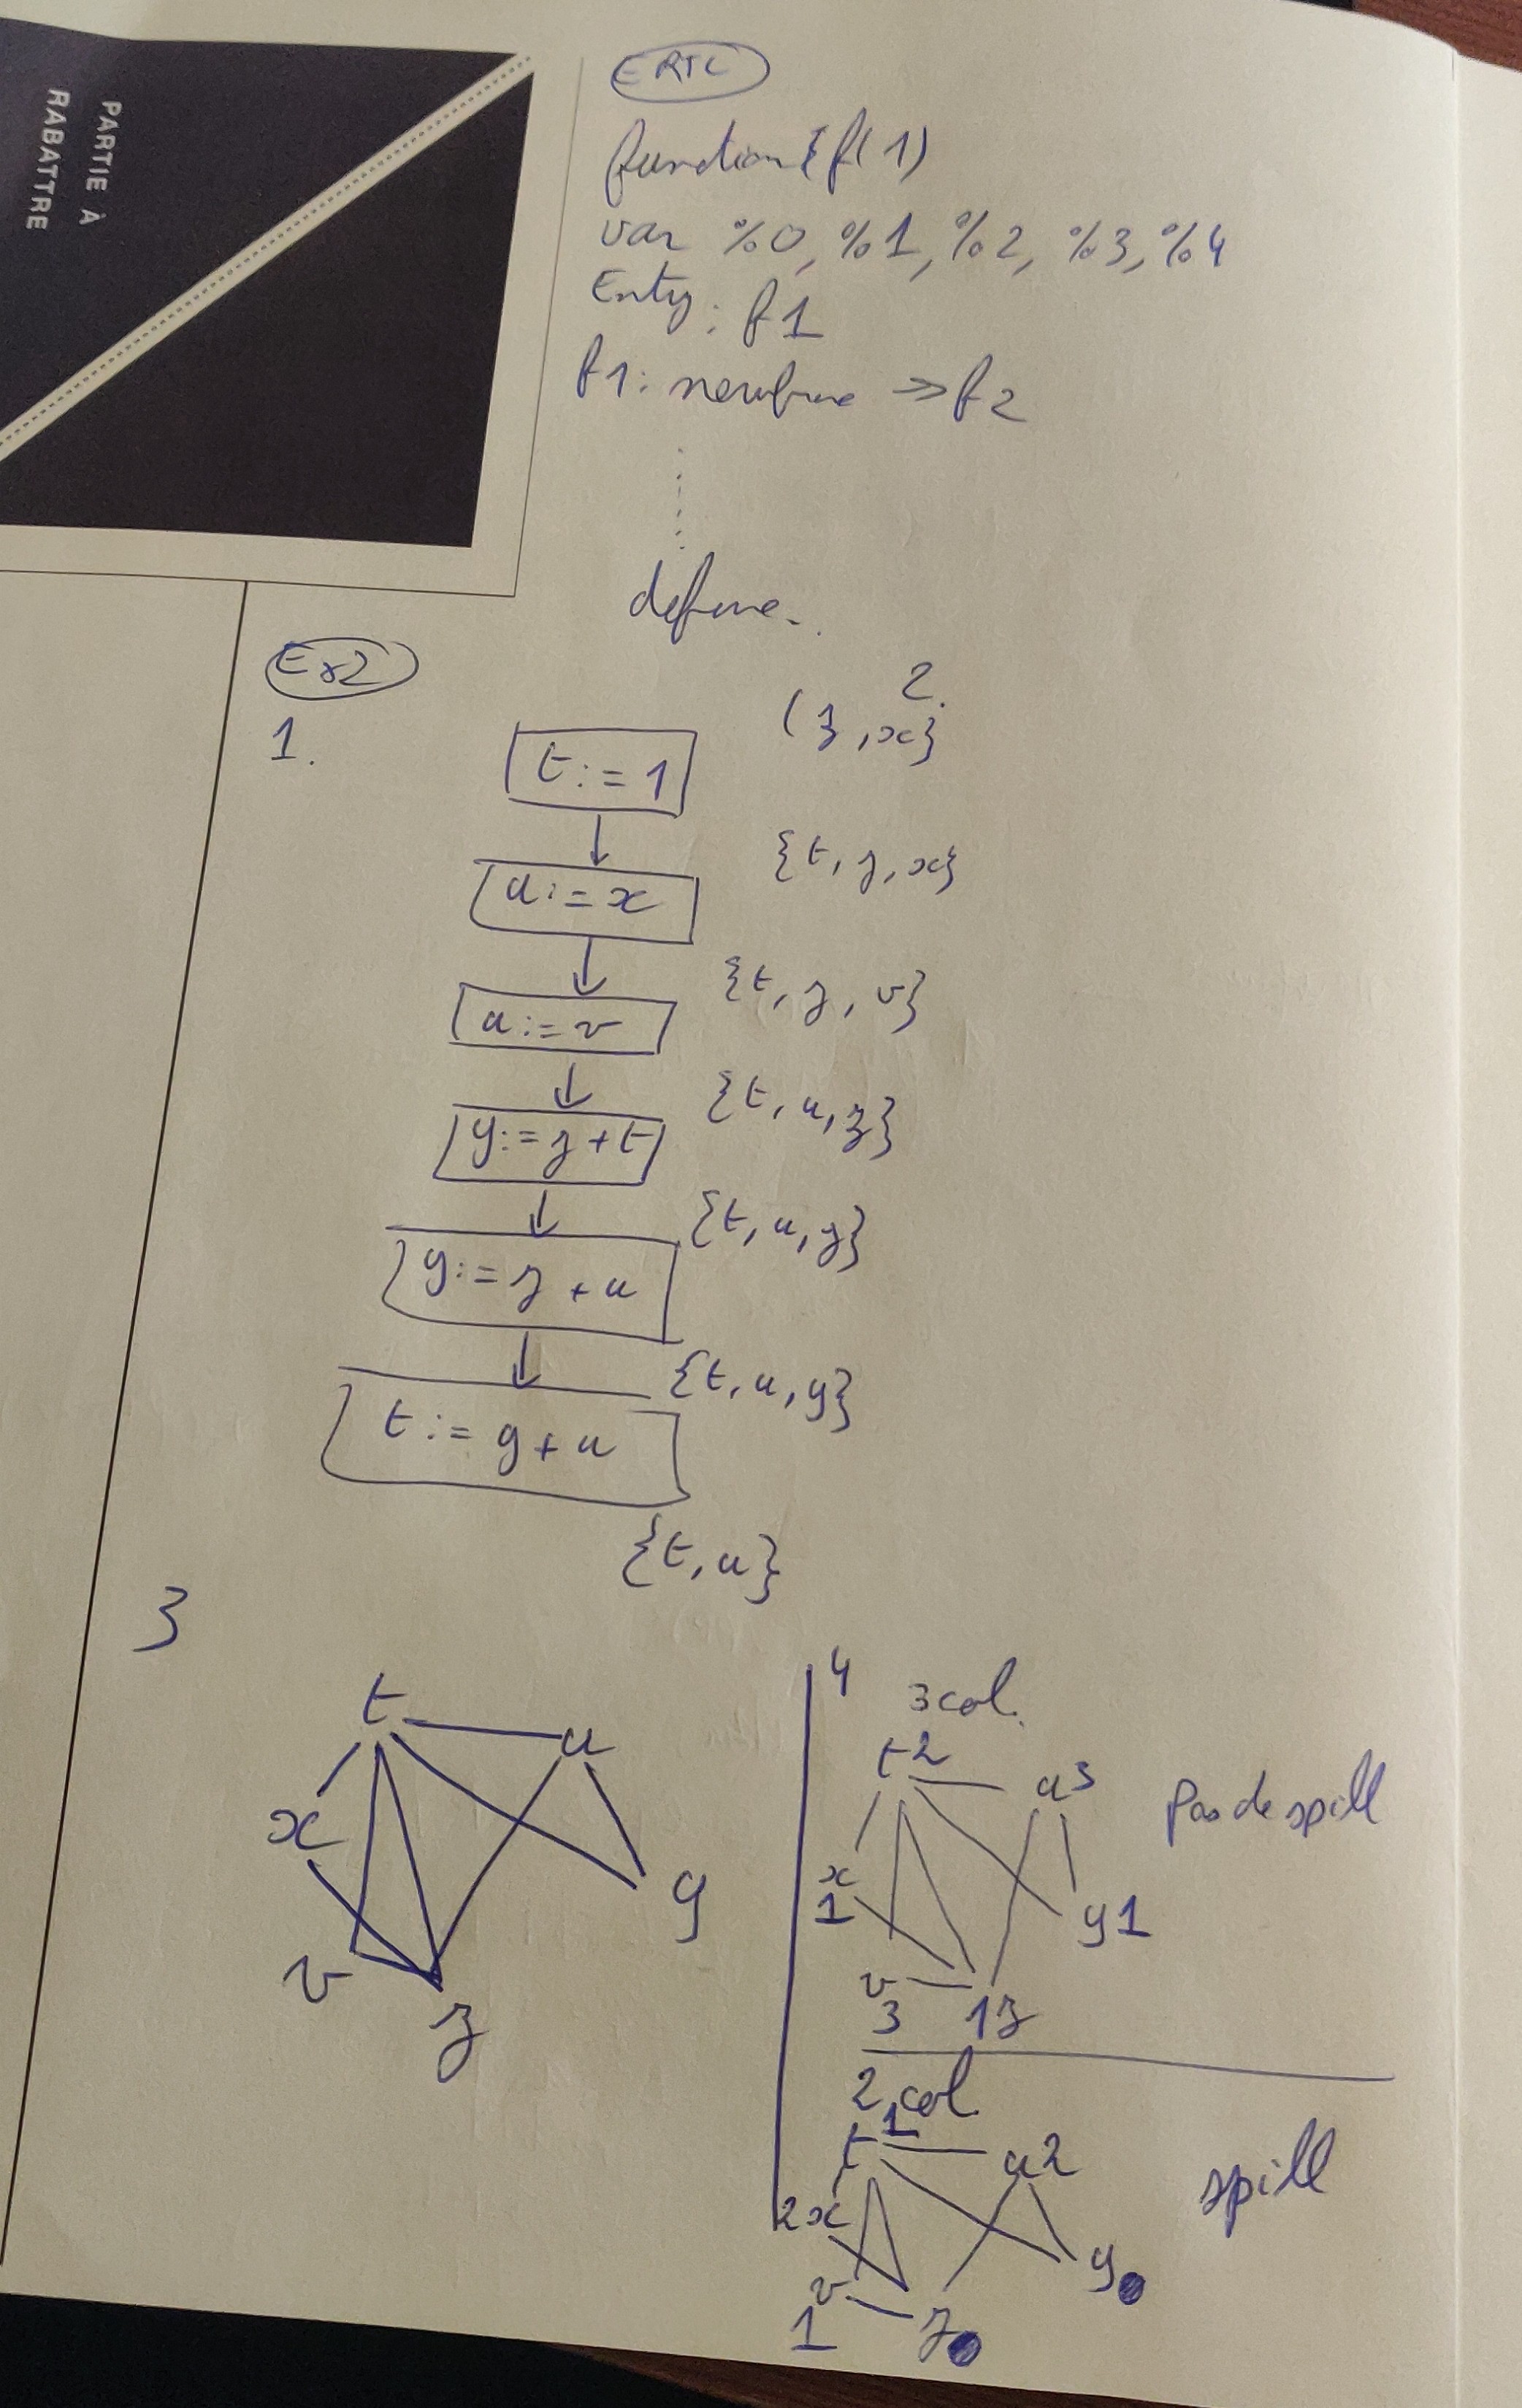 PARTIE À
RABATTRE
ERTL
function f(1)
var %0, %1, %2, %3, %4
Entry: f1
f1: newframe → f2
.......
defune..
Ex2
1.
2.
t := 1
{z, x}
u := x
{t, z, x}
u := v
{t, z, v}
y := z + t
{t, u, z}
y := z + u
{t, u, z}
t := y + u
{t, u, y}
{t, u}
3
t
u
x
y
v
z
4
3 col.
t 2
u 3
pas de spill
x
1
y 1
v
3
1 z
2 col.
t 1
u 2
spill
2 x
y
v
1
z